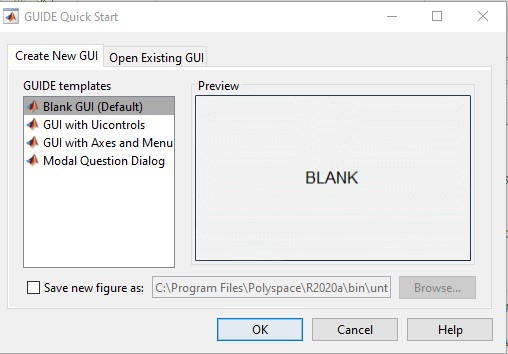 GUIDE Quick Start
Create New GUI
Open Existing GUI
GUIDE templates
Preview
Blank GUI (Default)
GUI with Uicontrols
GUI with Axes and Menu
Modal Question Dialog
BLANK
Save new figure as:
C:\Program Files\Polyspace\R2020a\bin\unt
Browse...
OK
Cancel
Help